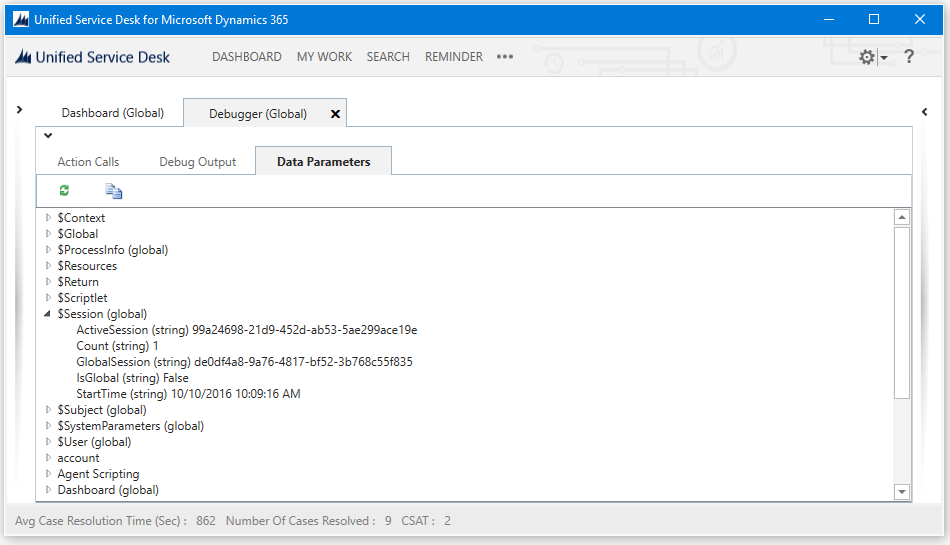 Unified Service Desk for Microsoft Dynamics 365
Unified Service Desk DASHBOARD MY WORK SEARCH REMINDER ••• ?
Dashboard (Global) Debugger (Global)
Action Calls Debug Output Data Parameters
$Context
$Global
$ProcessInfo (global)
$Resources
$Return
$Scriptlet
$Session (global)
ActiveSession (string) 99a24698-21d9-452d-ab53-5ae299ace19e
Count (string) 1
GlobalSession (string) de0df4a8-9a76-4817-bf52-3b768c55f835
IsGlobal (string) False
StartTime (string) 10/10/2016 10:09:16 AM
$Subject (global)
$SystemParameters (global)
$User (global)
account
Agent Scripting
Dashboard (global)
Avg Case Resolution Time (Sec) : 862 Number Of Cases Resolved : 9 CSAT : 2